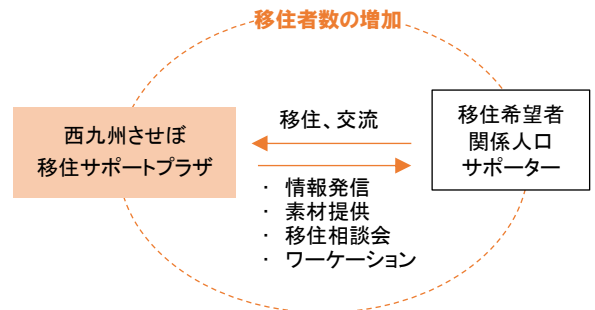 移住者数の増加
西九州させぼ
移住サポートプラザ
移住、交流
・ 情報発信
・ 素材提供
・ 移住相談会
・ ワーケーション
移住希望者
関係人口
サポーター